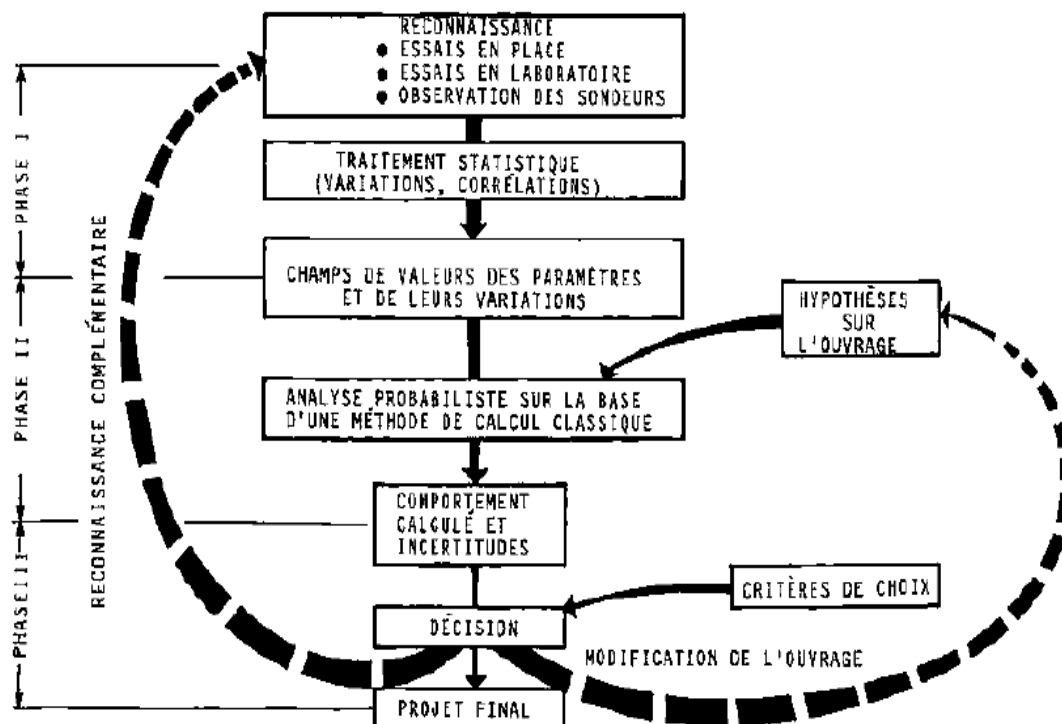 RECONNAISSANCE
● ESSAIS EN PLACE
● ESSAIS EN LABORATOIRE
● OBSERVATION DES SONDEURS
TRAITEMENT STATISTIQUE
(VARIATIONS, CORRÉLATIONS)
CHAMPS DE VALEURS DES PARAMÈTRES
ET DE LEURS VARIATIONS
HYPOTHÈSES
SUR
L'OUVRAGE
ANALYSE PROBABILISTE SUR LA BASE
D'UNE MÉTHODE DE CALCUL CLASSIQUE
COMPORTEMENT
CALCULÉ ET
INCERTITUDES
CRITÈRES DE CHOIX
DÉCISION
MODIFICATION DE L'OUVRAGE
PROJET FINAL
PHASE I
PHASE II
PHASE III
RECONNAISSANCE COMPLÉMENTAIRE